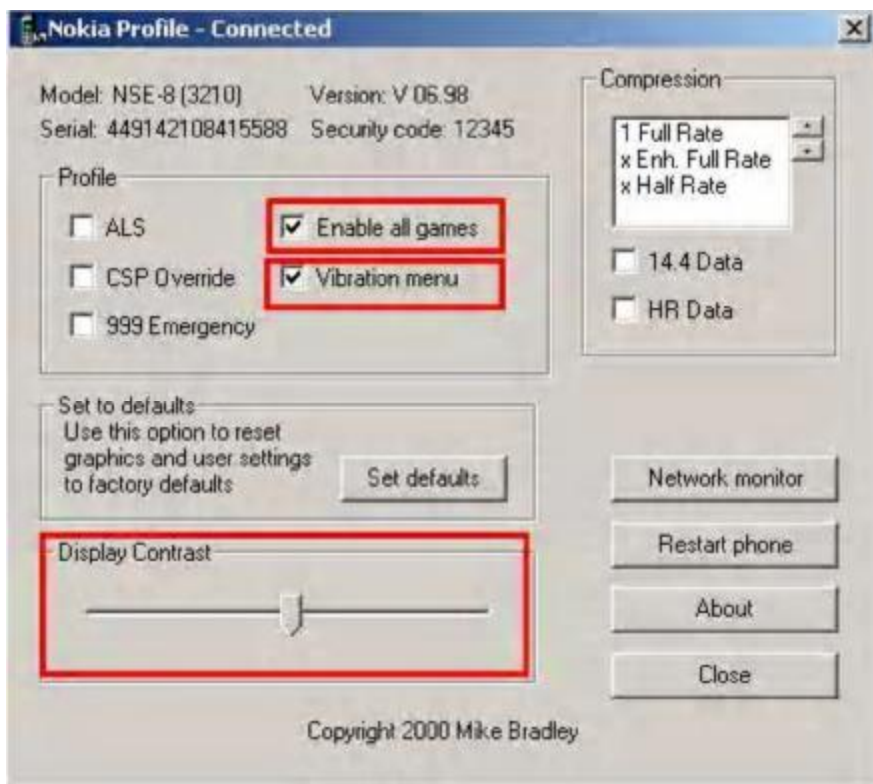 Nokia Profile - Connected
Model: NSE-8 (3210) Version: V 06.98
Serial: 449142108415588 Security code: 12345
Profile
ALS
Enable all games
CSP Override
Vibration menu
999 Emergency
Compression
1 Full Rate
x Enh. Full Rate
x Half Rate
14.4 Data
HR Data
Set to defaults
Use this option to reset
graphics and user settings
to factory defaults
Set defaults
Display Contrast
Network monitor
Restart phone
About
Close
Copyright 2000 Mike Bradley